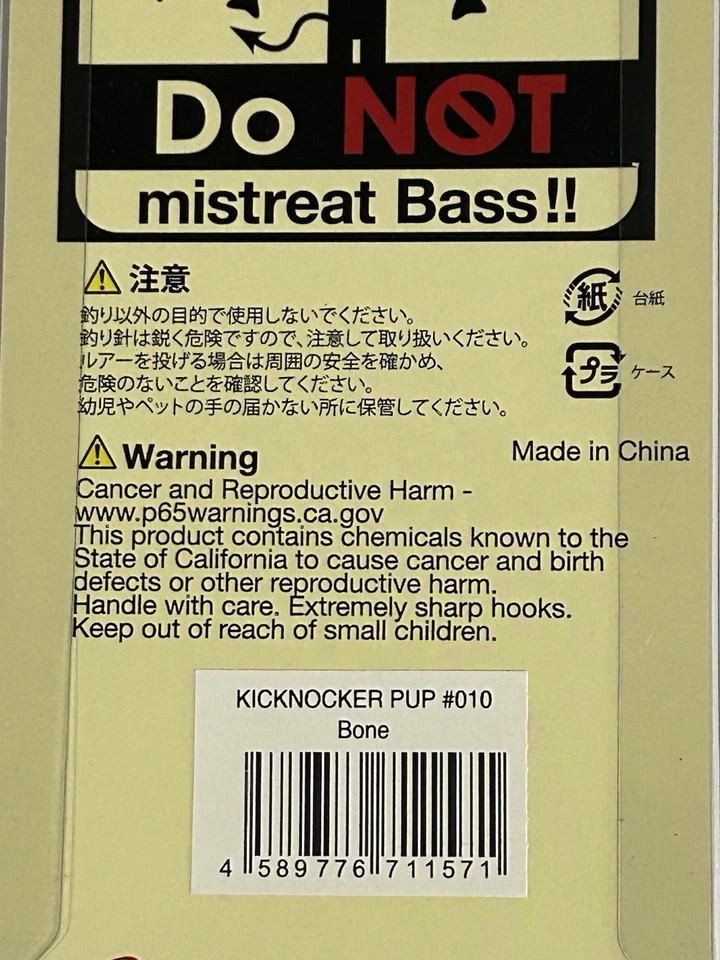 Do NOT
mistreat Bass!!
注意
釣り以外の目的で使用しないでください。
釣り針は鋭く危険ですので、注意して取り扱いください。
ルアーを投げる場合は周囲の安全を確かめ、
危険のないことを確認してください。
幼児やペットの手の届かない所に保管してください。
紙 台紙
プラ ケース
Made in China
Warning
Cancer and Reproductive Harm -
www.p65warnings.ca.gov
This product contains chemicals known to the
State of California to cause cancer and birth
defects or other reproductive harm.
Handle with care. Extremely sharp hooks.
Keep out of reach of small children.
KICKNOCKER PUP #010
Bone
4 589776 711571